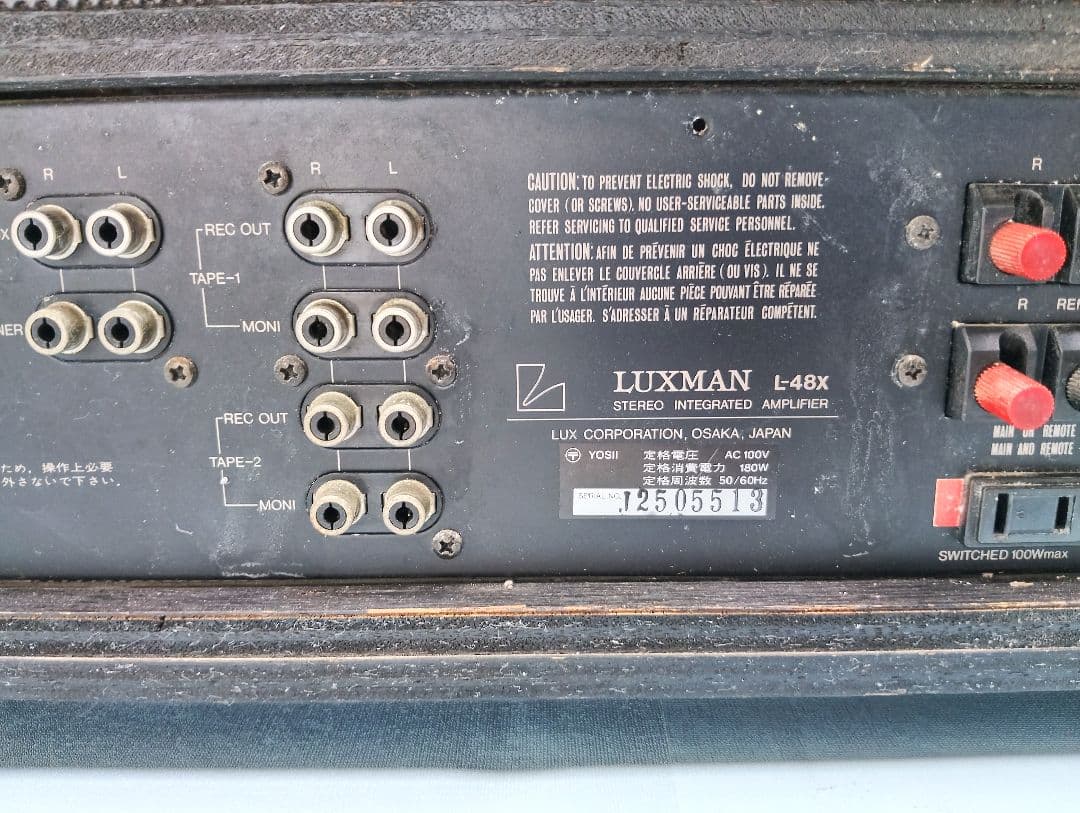 R L
X
NER
ため、操作上必要
外さないで下さい。
R L
REC OUT
TAPE-1
MONI
REC OUT
TAPE-2
MONI
CAUTION: TO PREVENT ELECTRIC SHOCK, DO NOT REMOVE
COVER (OR SCREWS). NO USER-SERVICEABLE PARTS INSIDE.
REFER SERVICING TO QUALIFIED SERVICE PERSONNEL.
ATTENTION: AFIN DE PRÉVENIR UN CHOC ÉLECTRIQUE NE
PAS ENLEVER LE COUVERCLE ARRIÈRE (OU VIS). IL NE SE
TROUVE À L'INTÉRIEUR AUCUNE PIÈCE POUVANT ÊTRE RÉPARÉE
PAR L'USAGER. S'ADRESSER À UN RÉPARATEUR COMPÉTENT.
LUXMAN L-48X
STEREO INTEGRATED AMPLIFIER
LUX CORPORATION, OSAKA, JAPAN
〒 YOSII 定格電圧 AC 100V
定格消費電力 180W
定格周波数 50/60Hz
SERIAL NO. J2505513
R
R REM
MAIN OR REMOTE
MAIN AND REMOTE
SWITCHED 100Wmax